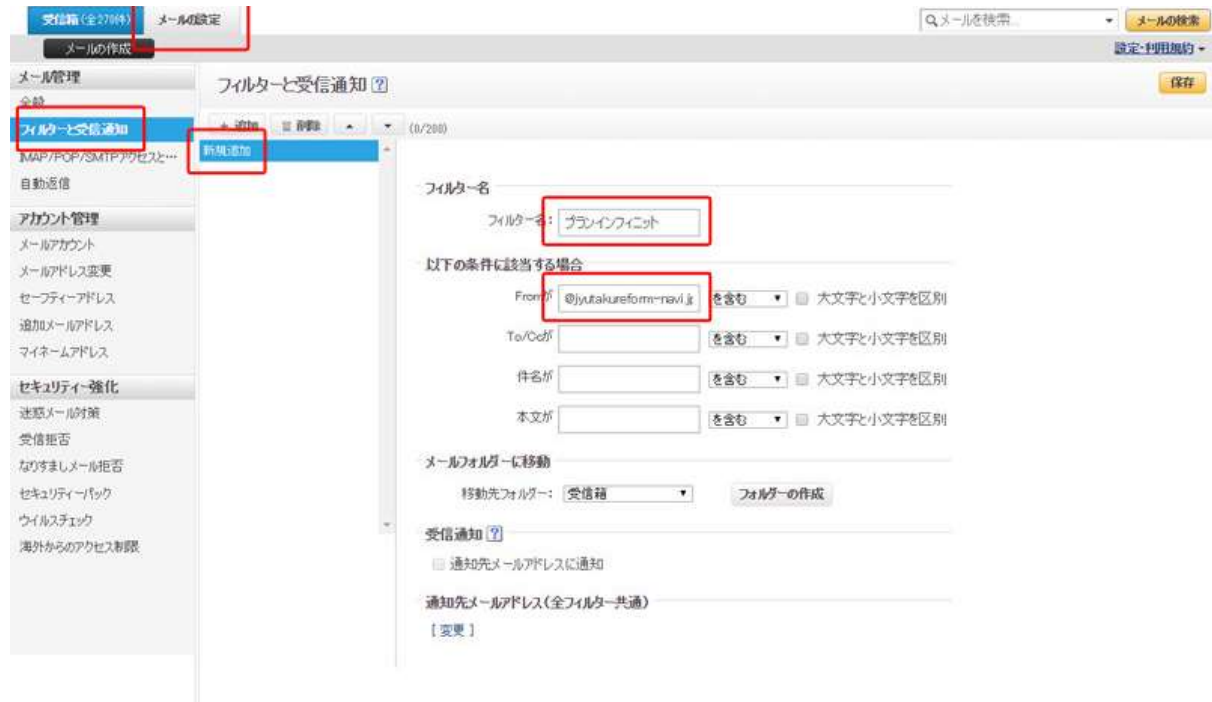 受信箱(全270件) メールの設定 メールを検索... メールの検索
メールの作成 設定・利用規約
メール管理
全般
フィルターと受信通知
IMAP/POP/SMTPアクセスと…
自動返信
アカウント管理
メールアカウント
メールアドレス変更
セーフティーアドレス
追加メールアドレス
マイネームアドレス
セキュリティー強化
迷惑メール対策
受信拒否
なりすましメール拒否
セキュリティーパック
ウイルスチェック
海外からのアクセス制限
フィルターと受信通知 ? 保存
+ 追加 削除 (0/200)
新規追加
フィルター名
フィルター名: プランインフィニット
以下の条件に該当する場合
Fromが @jyutakureform-navi.j を含む 大文字と小文字を区別
To/Ccが を含む 大文字と小文字を区別
件名が を含む 大文字と小文字を区別
本文が を含む 大文字と小文字を区別
メールフォルダーに移動
移動先フォルダー: 受信箱 フォルダーの作成
受信通知 ?
通知先メールアドレスに通知
通知先メールアドレス(全フィルター共通)
[ 変更 ]